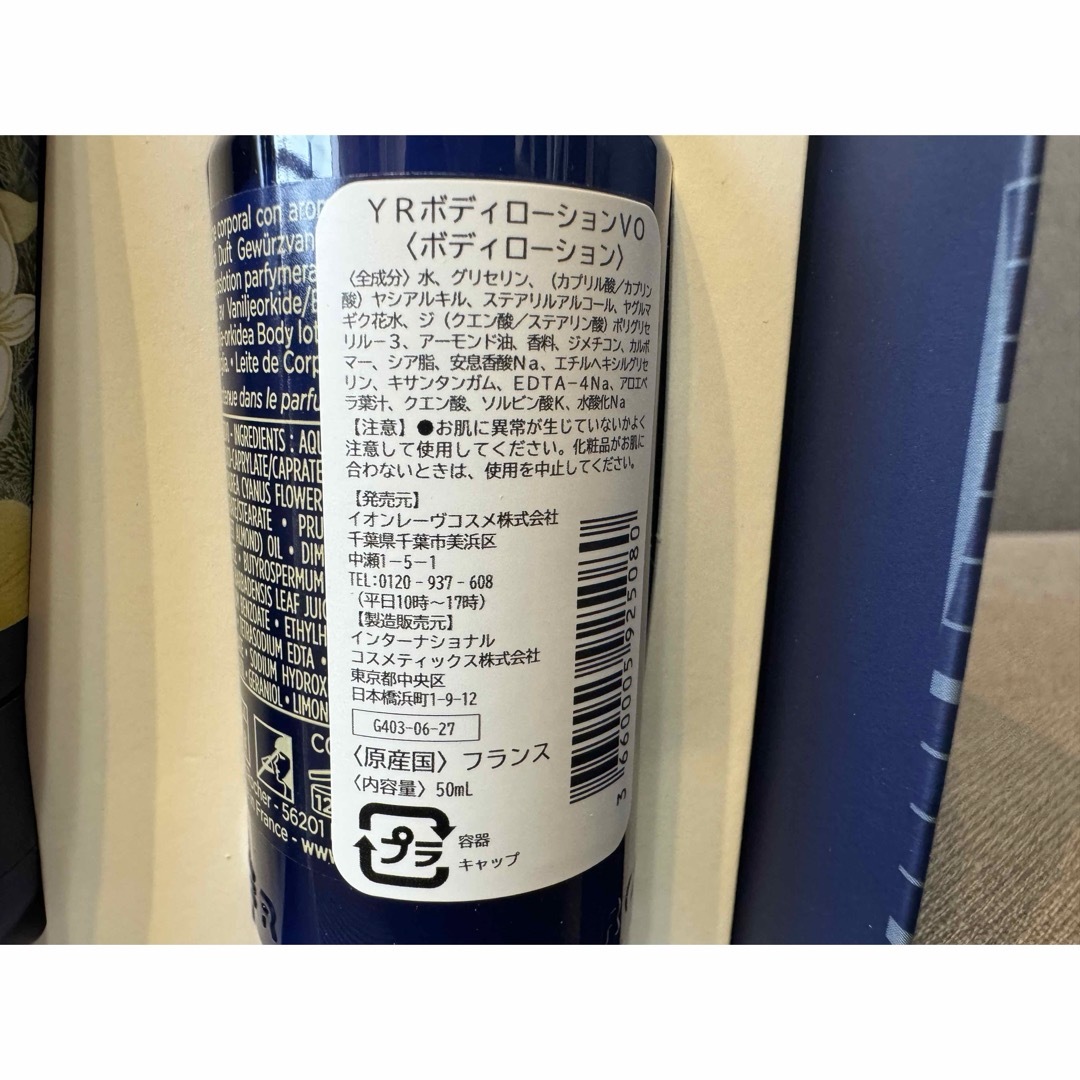 corporal con
Duft Gewürzvan
lotion parfymera
Vaniljeorkide/
orkidea Body lot
Leite de Corp
dans le parfu
INGREDIENTS : AQU
CAPRYLATE/CAPRATE
CYANUS FLOWER
STEARATE • PRU
ALMOND) OIL • DIM
BUTYROSPERMUM
LEAF JUIC
BENZOATE • ETHYLH
TETRASODIUM EDTA •
SODIUM HYDROX
GERANIOL • LIMON
12
56201
France - www
YRボディローションVO
〈ボディローション〉
〈全成分〉水、グリセリン、（カプリル酸／カプリン
酸）ヤシアルキル、ステアリルアルコール、ヤグルマ
ギク花水、ジ（クエン酸／ステアリン酸）ポリグリセ
リル－3、アーモンド油、香料、ジメチコン、カルボ
マー、シア脂、安息香酸Na、エチルヘキシルグリセ
リン、キサンタンガム、EDTA－4Na、アロエベ
ラ葉汁、クエン酸、ソルビン酸K、水酸化Na
【注意】●お肌に異常が生じていないかよく
注意して使用してください。化粧品がお肌に
合わないときは、使用を中止してください。
【発売元】
イオンレーヴコスメ株式会社
千葉県千葉市美浜区
中瀬1－5－1
TEL:0120-937-608
（平日10時～17時）
【製造販売元】
インターナショナル
コスメティックス株式会社
東京都中央区
日本橋浜町1-9-12
G403-06-27
〈原産国〉フランス
〈内容量〉50mL
プラ
容器
キャップ
3 660005 925080